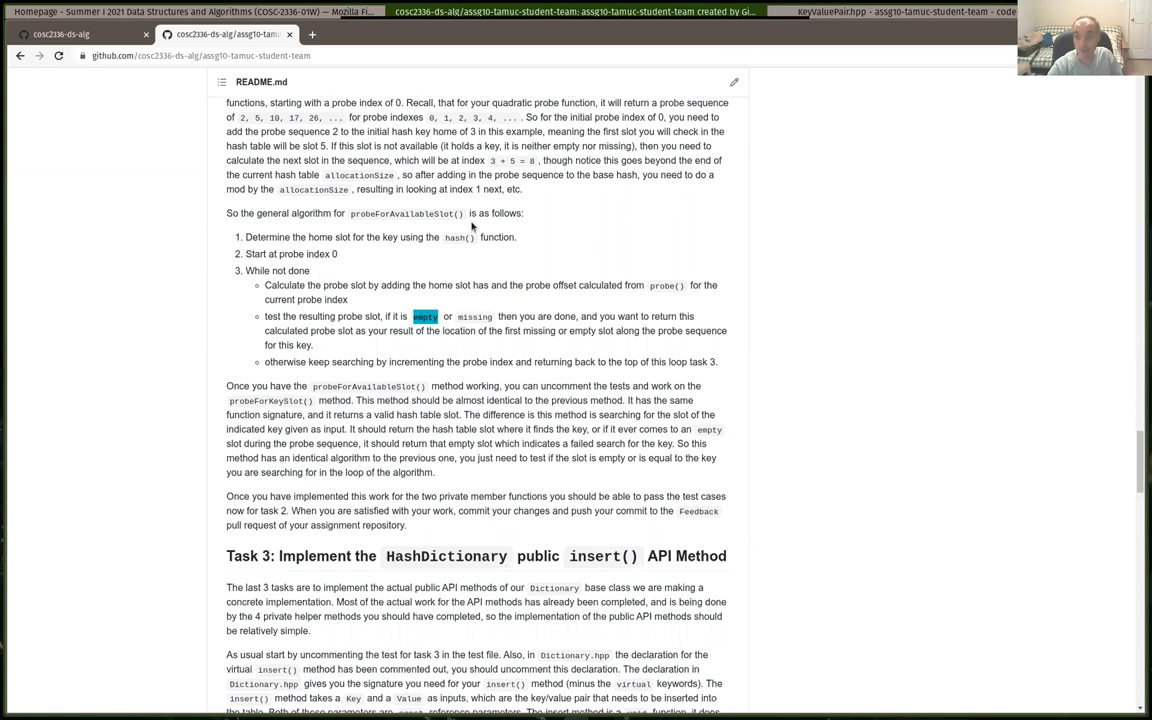 Homepage - Summer I 2021 Data Structures and Algorithms (COSC-2336-01W) — Mozilla Fi...
cosc2336-ds-alg/assg10-tamuc-student-team: assg10-tamuc-student-team created by Gi...
KeyValuePair.hpp - assg10-tamuc-student-team - code
cosc2336-ds-alg
cosc2336-ds-alg/assg10-tamu
github.com/cosc2336-ds-alg/assg10-tamuc-student-team
README.md
functions, starting with a probe index of 0. Recall, that for your quadratic probe function, it will return a probe sequence
of 2, 5, 10, 17, 26, ... for probe indexes 0, 1, 2, 3, 4, ... . So for the initial probe index of 0, you need to
add the probe sequence 2 to the initial hash key home of 3 in this example, meaning the first slot you will check in the
hash table will be slot 5. If this slot is not available (it holds a key, it is neither empty nor missing), then you need to
calculate the next slot in the sequence, which will be at index 3 + 5 = 8 , though notice this goes beyond the end of
the current hash table allocationSize , so after adding in the probe sequence to the base hash, you need to do a
mod by the allocationSize , resulting in looking at index 1 next, etc.
So the general algorithm for probeForAvailableSlot() is as follows:
1. Determine the home slot for the key using the hash() function.
2. Start at probe index 0
3. While not done
◦ Calculate the probe slot by adding the home slot has and the probe offset calculated from probe() for the
current probe index
◦ test the resulting probe slot, if it is empty or missing then you are done, and you want to return this
calculated probe slot as your result of the location of the first missing or empty slot along the probe sequence
for this key.
◦ otherwise keep searching by incrementing the probe index and returning back to the top of this loop task 3.
Once you have the probeForAvailableSlot() method working, you can uncomment the tests and work on the
probeForKeySlot() method. This method should be almost identical to the previous method. It has the same
function signature, and it returns a valid hash table slot. The difference is this method is searching for the slot of the
indicated key given as input. It should return the hash table slot where it finds the key, or if it ever comes to an empty
slot during the probe sequence, it should return that empty slot which indicates a failed search for the key. So this
method has an identical algorithm to the previous one, you just need to test if the slot is empty or is equal to the key
you are searching for in the loop of the algorithm.
Once you have implemented this work for the two private member functions you should be able to pass the test cases
now for task 2. When you are satisfied with your work, commit your changes and push your commit to the Feedback
pull request of your assignment repository.
Task 3: Implement the HashDictionary public insert() API Method
The last 3 tasks are to implement the actual public API methods of our Dictionary base class we are making a
concrete implementation. Most of the actual work for the API methods has already been completed, and is being done
by the 4 private helper methods you should have completed, so the implementation of the public API methods should
be relatively simple.
As usual start by uncommenting the test for task 3 in the test file. Also, in Dictionary.hpp the declaration for the
virtual insert() method has been commented out, you should uncomment this declaration. The declaration in
Dictionary.hpp gives you the signature you need for your insert() method (minus the virtual keywords). The
insert() method takes a Key and a Value as inputs, which are the key/value pair that needs to be inserted into
the table. Both of these parameters are const reference parameters. The insert method is a void function, it does